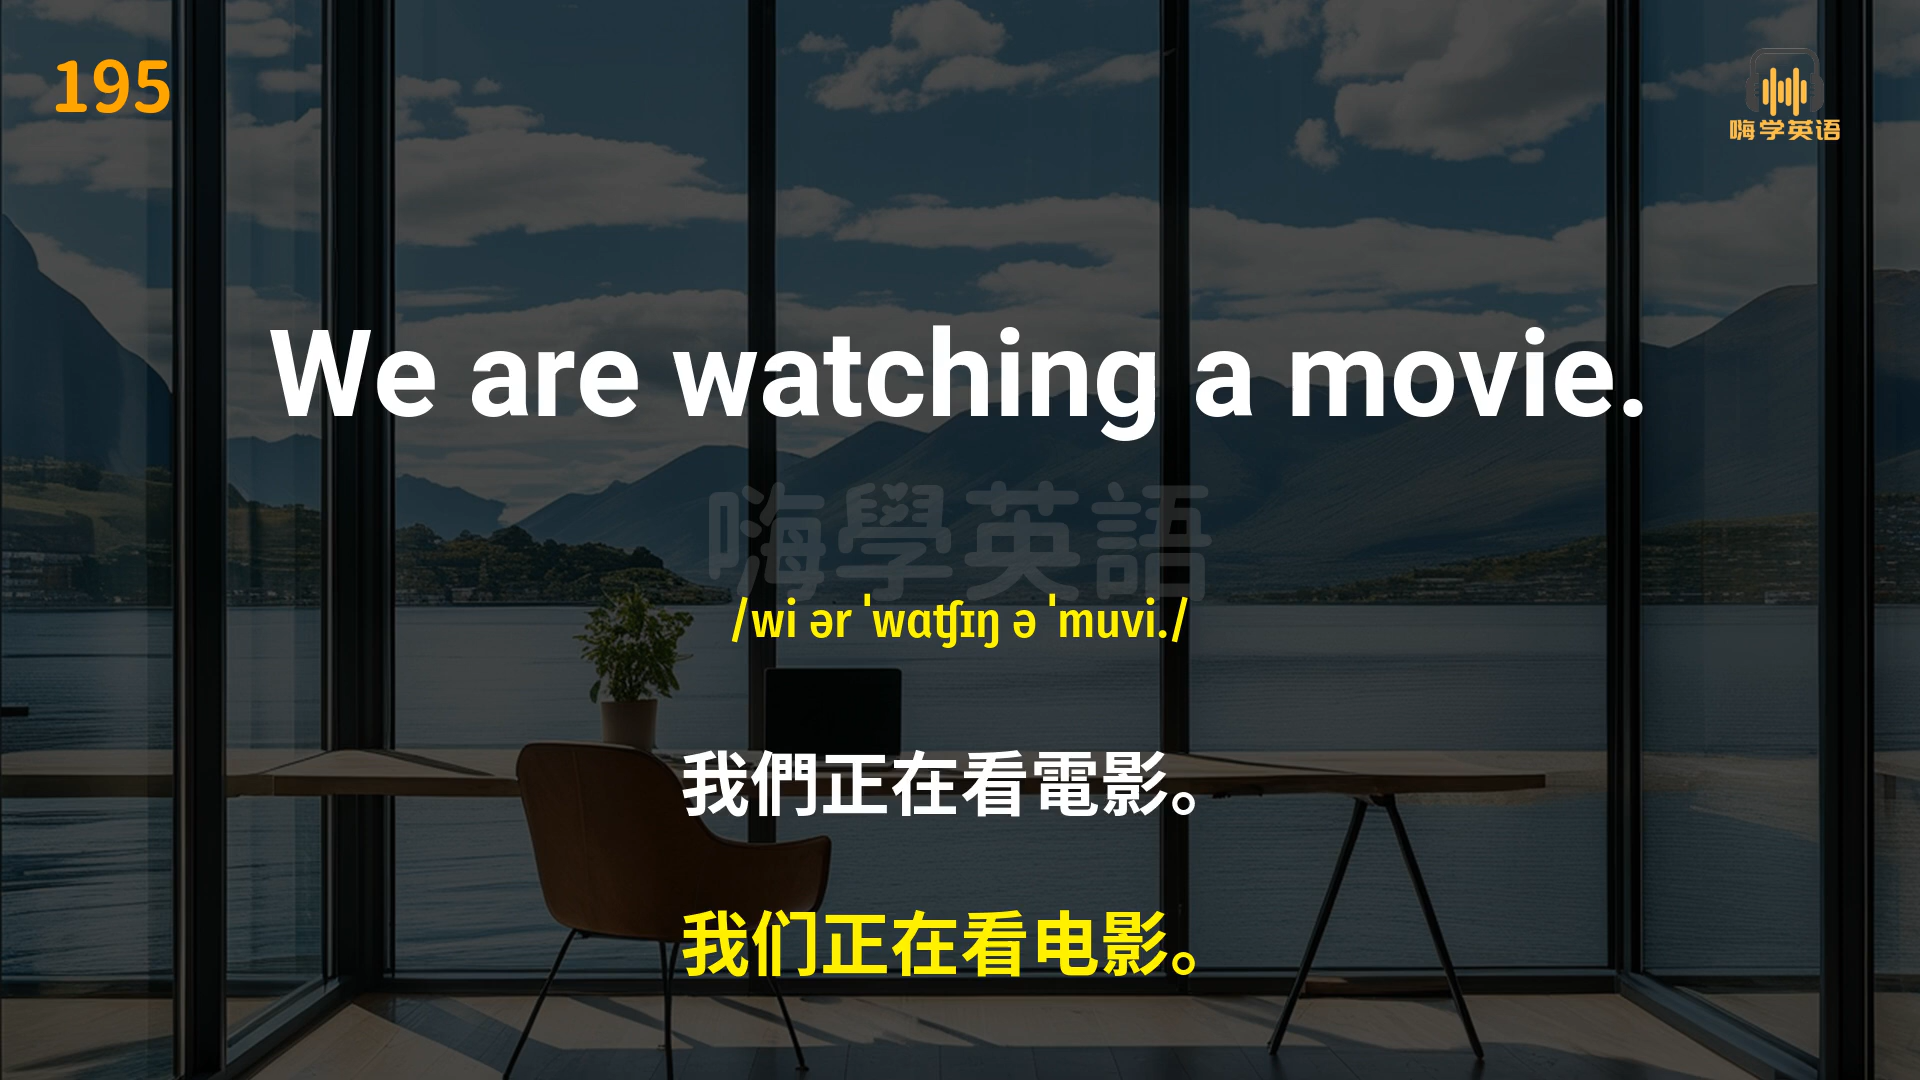 195
嗨学英语
We are watching a movie.
嗨學英語
/wi ər ˈwɑʧɪŋ ə ˈmuvi./
我們正在看電影。
我们正在看电影。